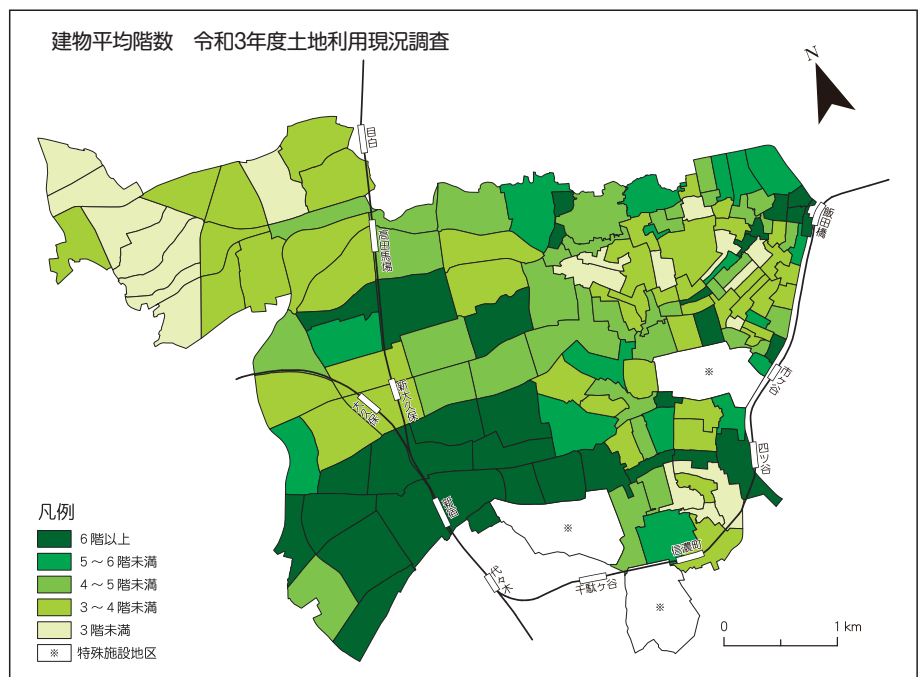 建物平均階数　令和3年度土地利用現況調査
N
目白
高田馬場
飯田橋
新大久保
大久保
※
市ケ谷
四ツ谷
新宿
※
信濃町
代々木
千駄ケ谷
※
凡例
6階以上
5～6階未満
4～5階未満
3～4階未満
3階未満
※ 特殊施設地区
0 1 km